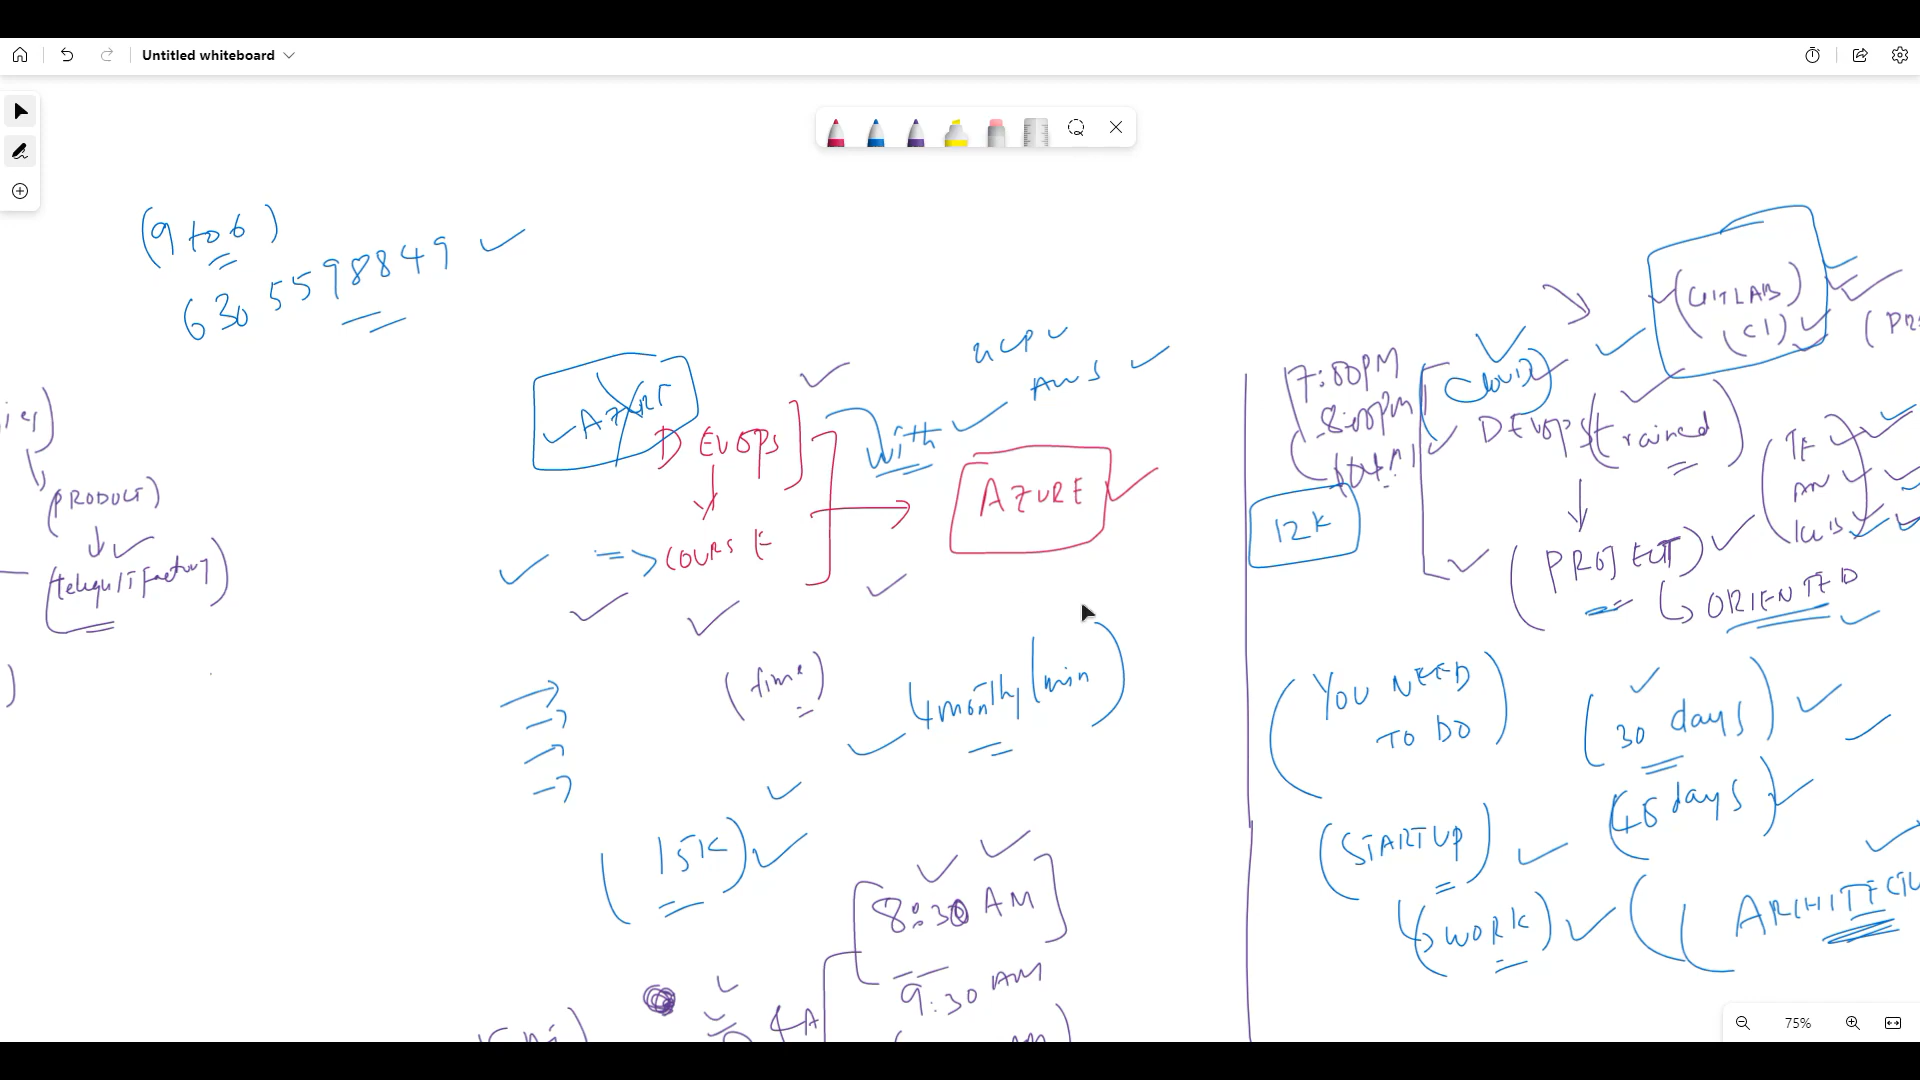 Untitled whiteboard
(9 to 6)
6305598849
(PRODUCT)
AZURE
DEVOPS
COURSE
with
AWS
AZURE
(time)
4 months (min)
(15K)
8:30 AM
9:30 AM
7:00PM
8:00PM
12K
Cloud
DEVOPS (trained)
(GITLAB)
(CI)
(PROJECT)
ORIENTED
(YOU NEED
TO DO
(30 days)
(45 days)
(STARTUP)
WORK)
75%